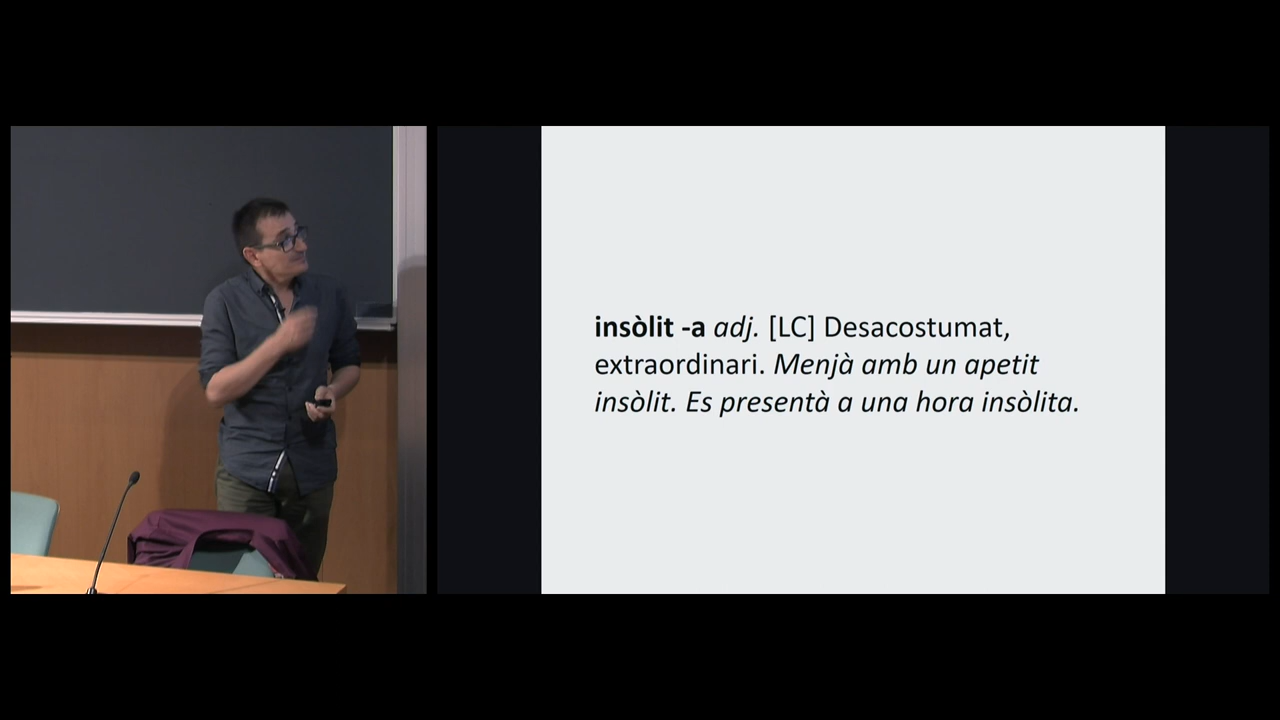 insòlit -a adj. [LC] Desacostumat,
extraordinari. Menjà amb un apetit
insòlit. Es presentà a una hora insòlita.